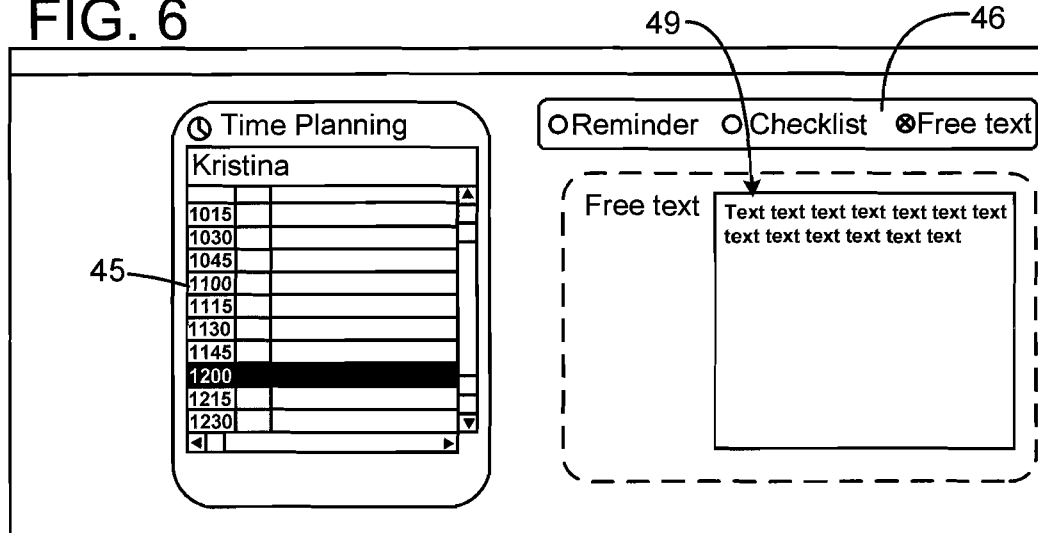 FIG. 6
49
46
Time Planning
Kristina
1015
1030
1045
1100
1115
1130
1145
1200
1215
1230
45
Reminder Checklist Free text
Free text
Text text text text text text text
text text text text text text